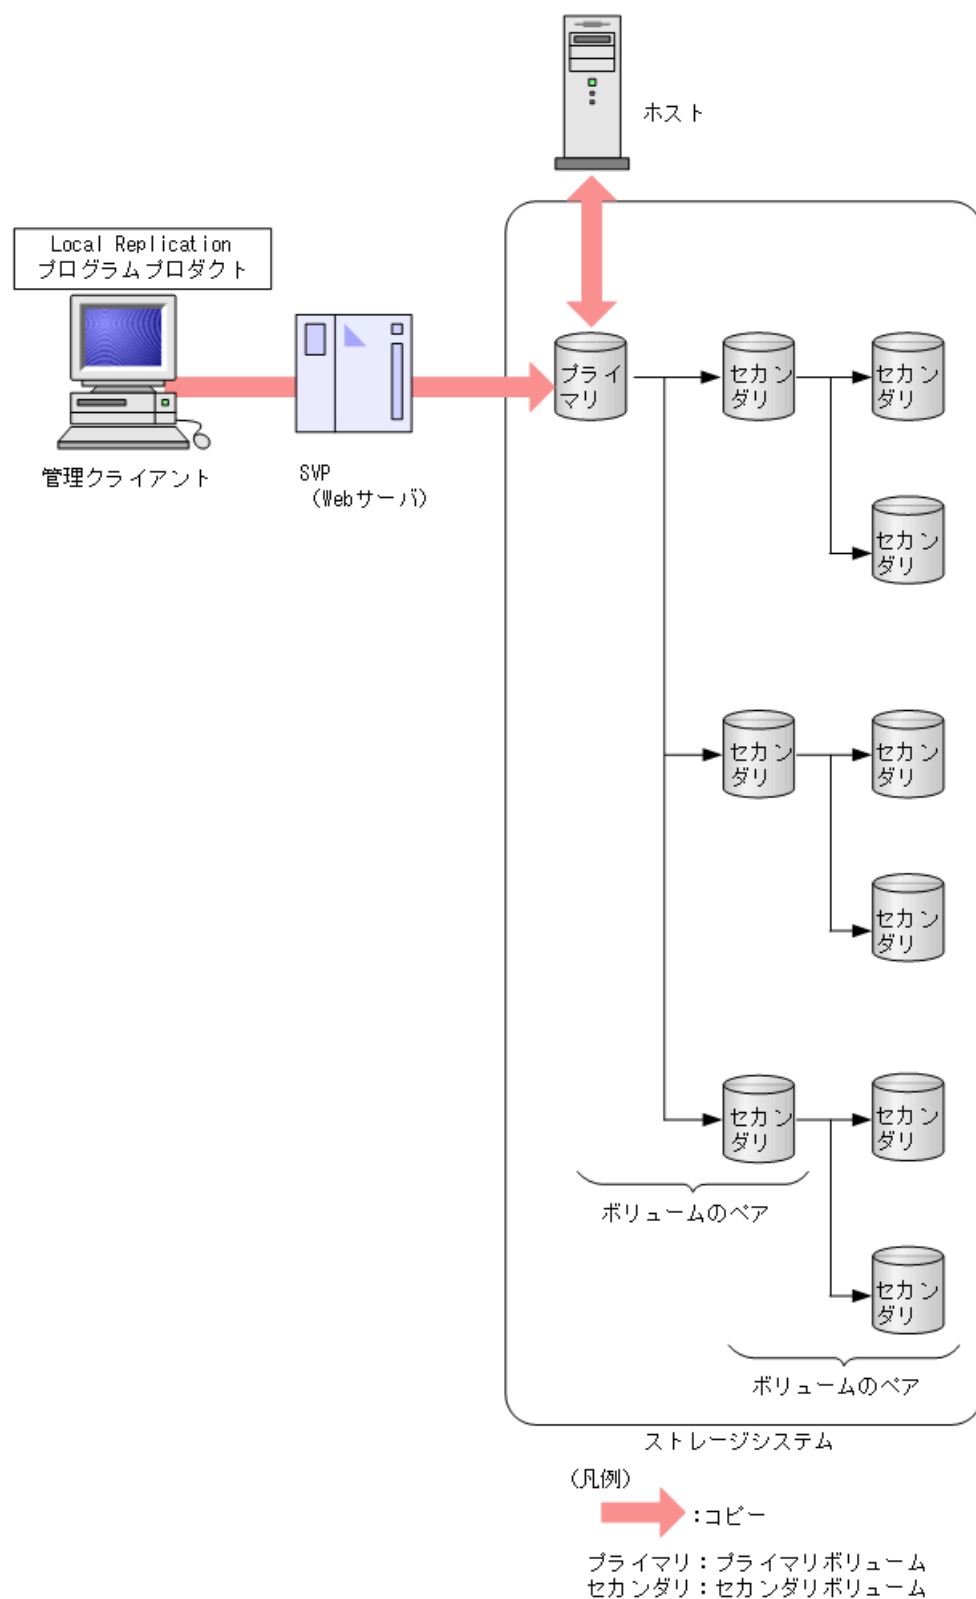 ホスト
Local Replication
プログラムプロダクト
管理クライアント
SVP
（Webサーバ）
プライ
マリ
セカン
ダリ
セカン
ダリ
セカン
ダリ
セカン
ダリ
セカン
ダリ
セカン
ダリ
セカン
ダリ
セカン
ダリ
セカン
ダリ
ボリュームのペア
ボリュームのペア
ストレージシステム
（凡例）
：コピー
プライマリ：プライマリボリューム
セカンダリ：セカンダリボリューム